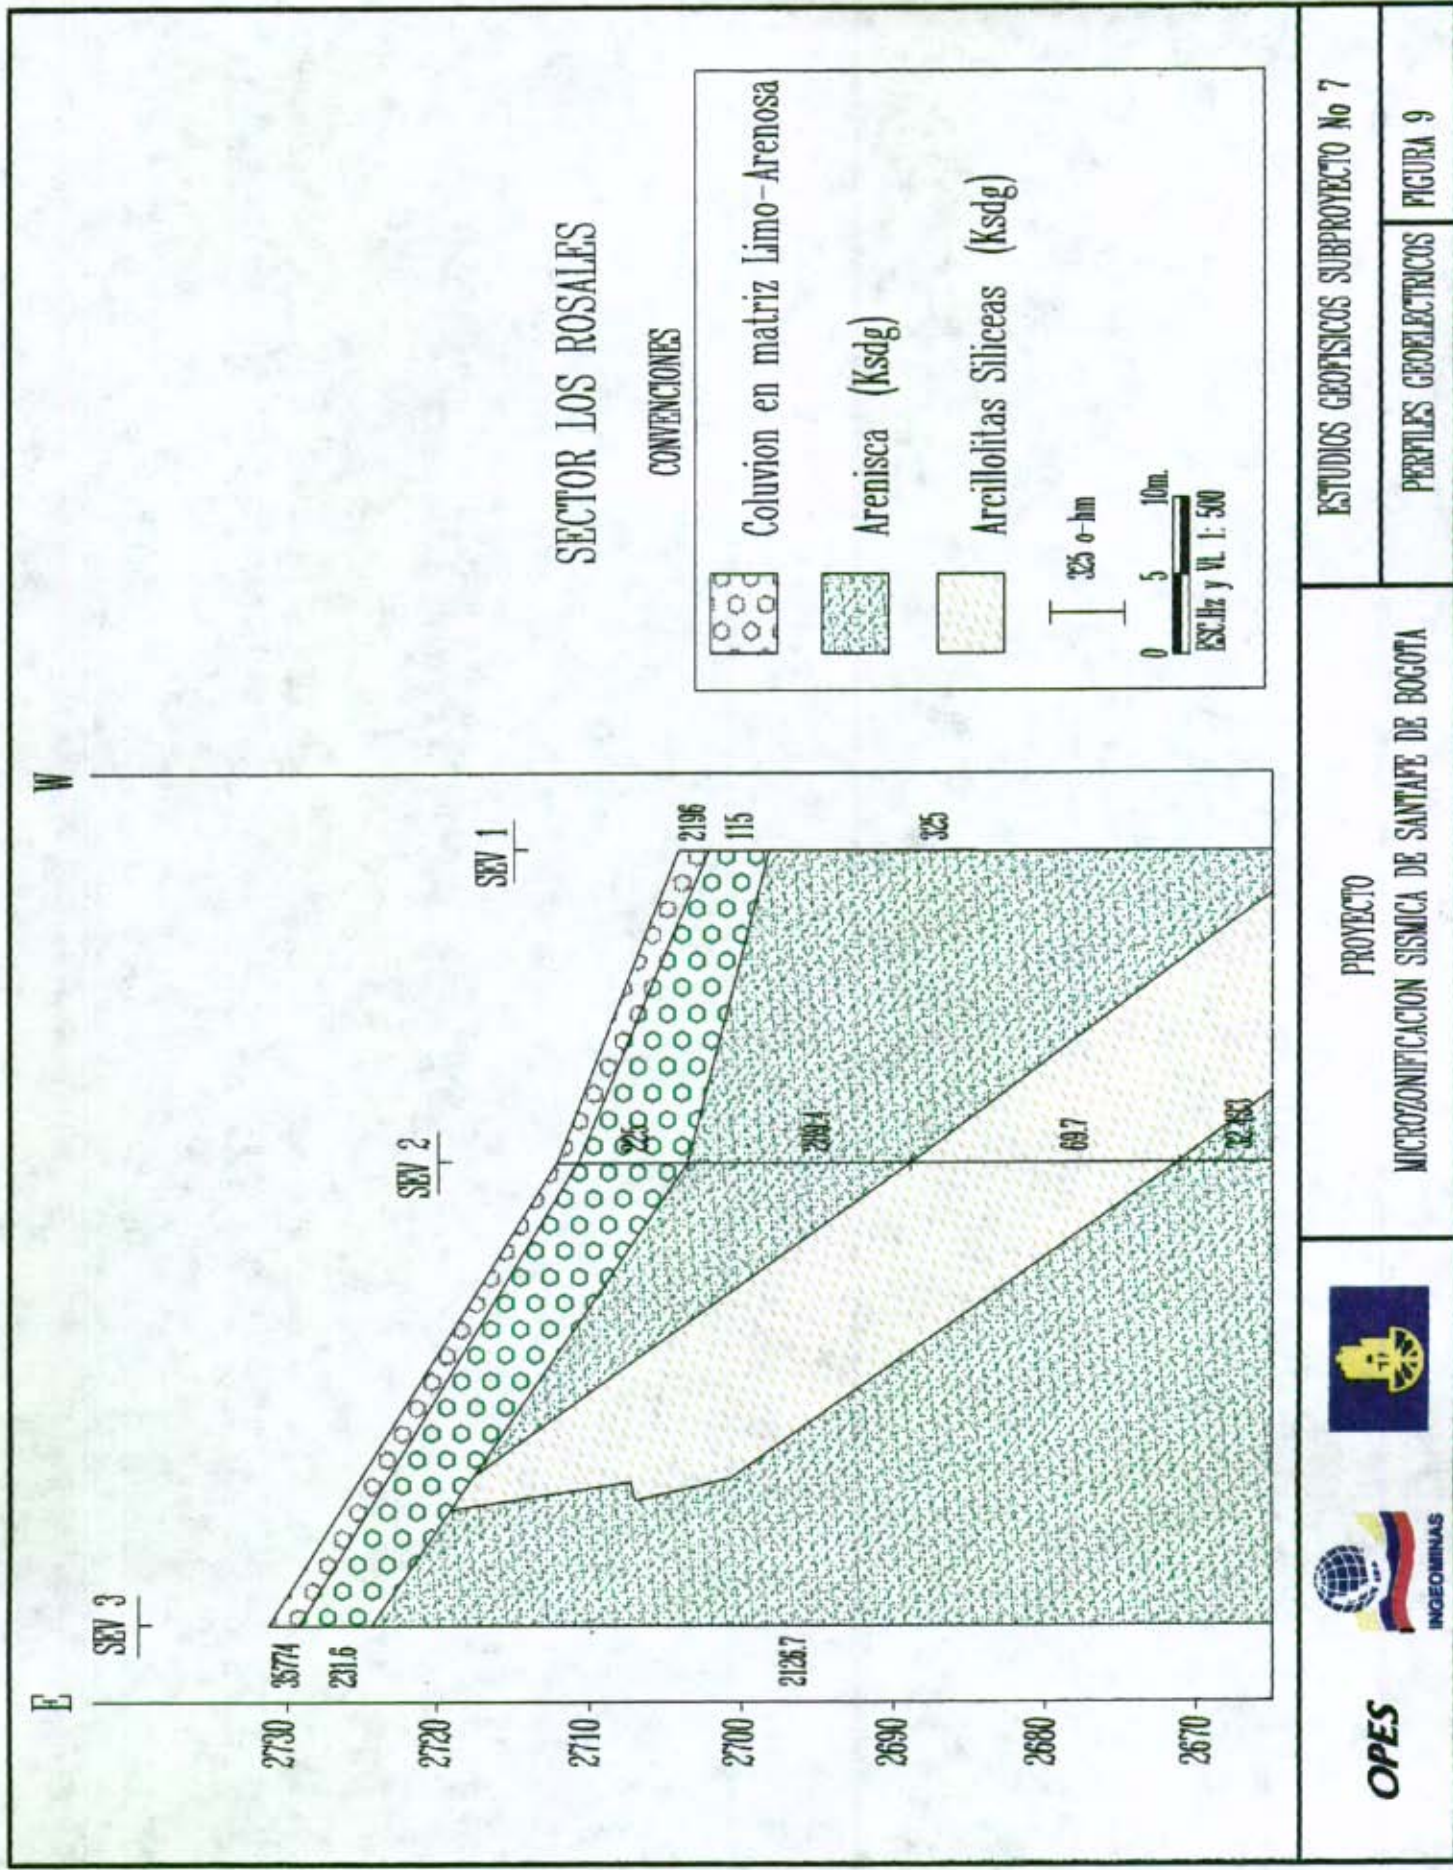 E
W
SEV 3
SEV 2
SEV 1
35774
231.6
2126.7
225
69.7
2196
115
325
2730
2720
2710
2700
2690
2680
2670
SECTOR LOS ROSALES
CONVENCIONES
Coluvion en matriz Limo-Arenosa
Arenisca (Ksdg)
Arcillolitas Siliceas (Ksdg)
325 o-hm
0 5 10m.
ESC.Hz y Vt. 1: 500
OPES
INGEOMINAS
PROYECTO
MICROZONIFICACION SISMICA DE SANTAFE DE BOGOTA
ESTUDIOS GEOFISICOS SUBPROYECTO No 7
PERFILES GEOELECTRICOS
FIGURA 9